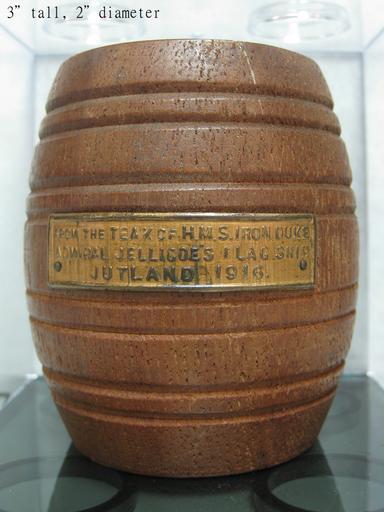 3” tall, 2” diameter
FROM THE TEAK OF H.M.S. IRON DUKE
ADMIRAL JELLICOE'S FLAG SHIP
JUTLAND 1916.